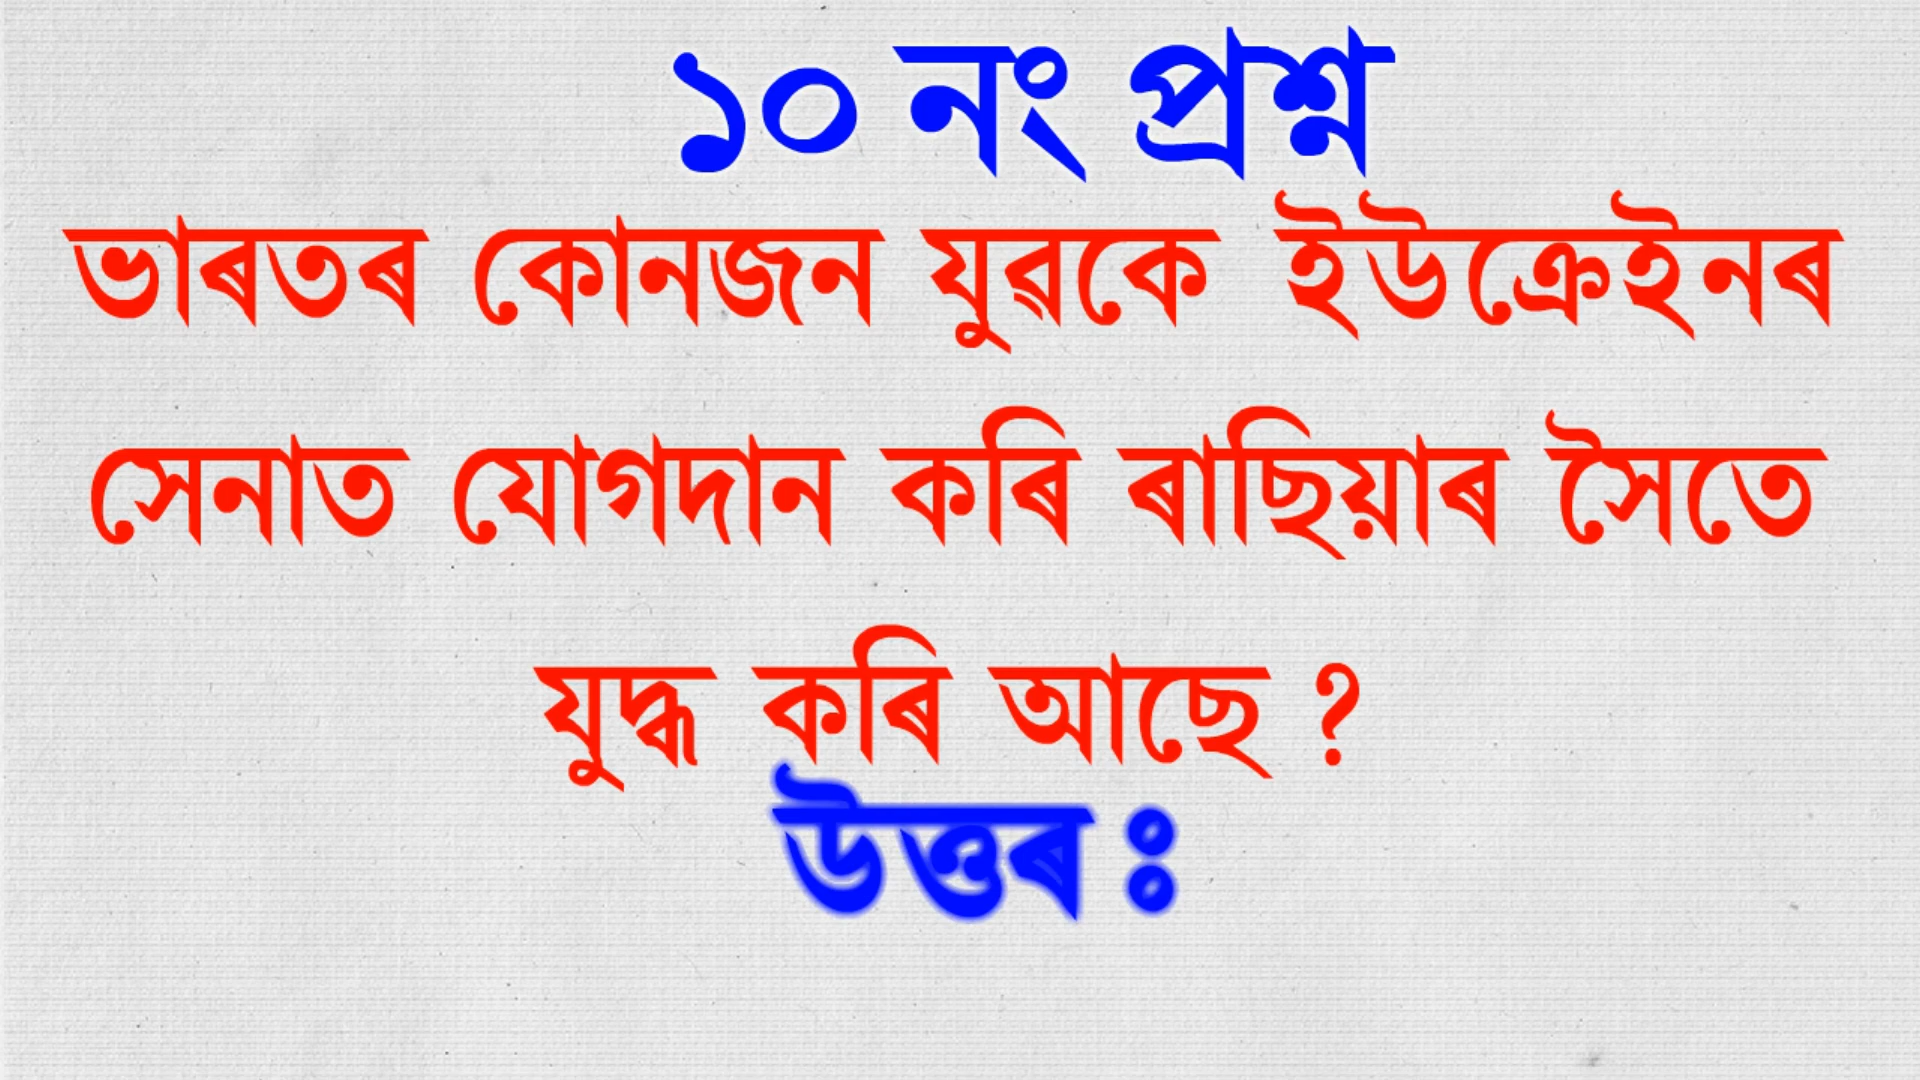 ১০ নং প্ৰশ্ন
ভাৰতৰ কোনজন যুৱকে ইউক্ৰেইনৰ
সেনাত যোগদান কৰি ৰাছিয়াৰ সৈতে
যুদ্ধ কৰি আছে ?
উত্তৰ ঃ